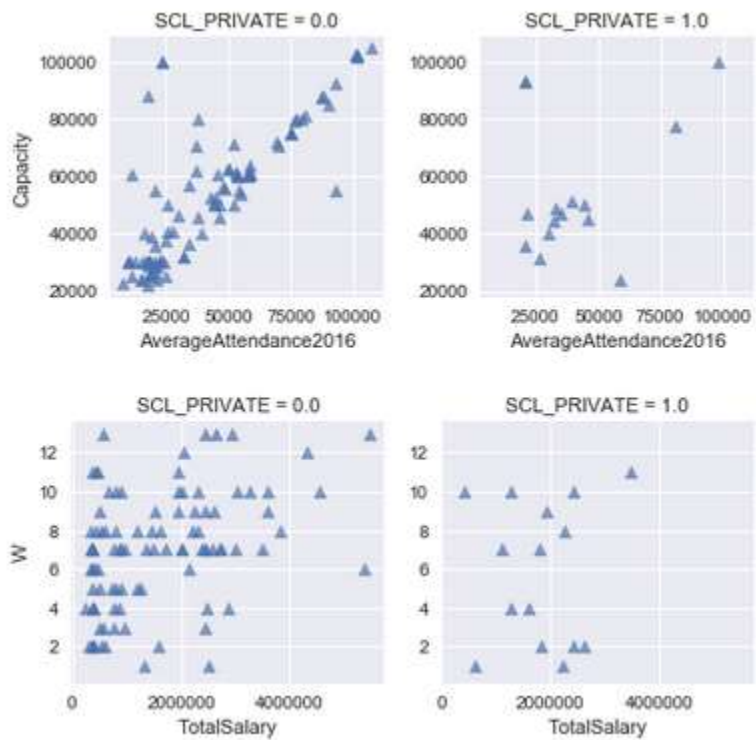 SCL_PRIVATE = 0.0
SCL_PRIVATE = 1.0
Capacity
100000
80000
60000
40000
20000
100000
80000
60000
40000
20000
25000 50000 75000 100000
25000 50000 75000 100000
AverageAttendance2016
AverageAttendance2016
SCL_PRIVATE = 0.0
SCL_PRIVATE = 1.0
W
12
10
8
6
4
2
12
10
8
6
4
2
0 2000000 4000000
0 2000000 4000000
TotalSalary
TotalSalary